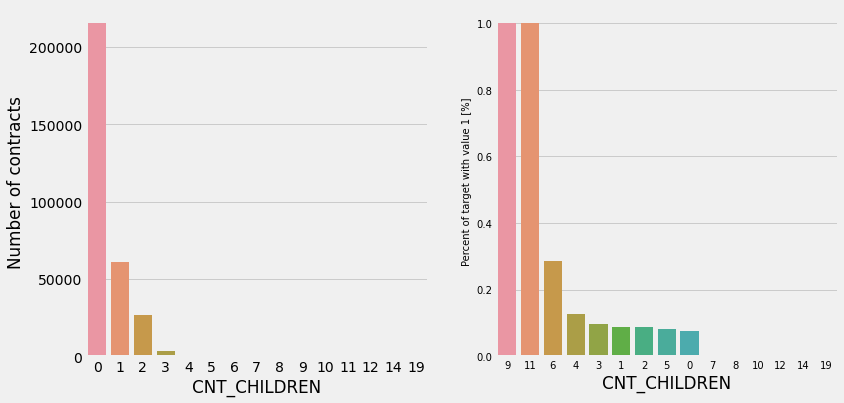 Number of contracts
200000
150000
100000
50000
0
0 1 2 3 4 5 6 7 8 9 10 11 12 14 19
CNT_CHILDREN
Percent of target with value 1 [%]
1.0
0.8
0.6
0.4
0.2
0.0
9 11 6 4 3 1 2 5 0 7 8 10 12 14 19
CNT_CHILDREN